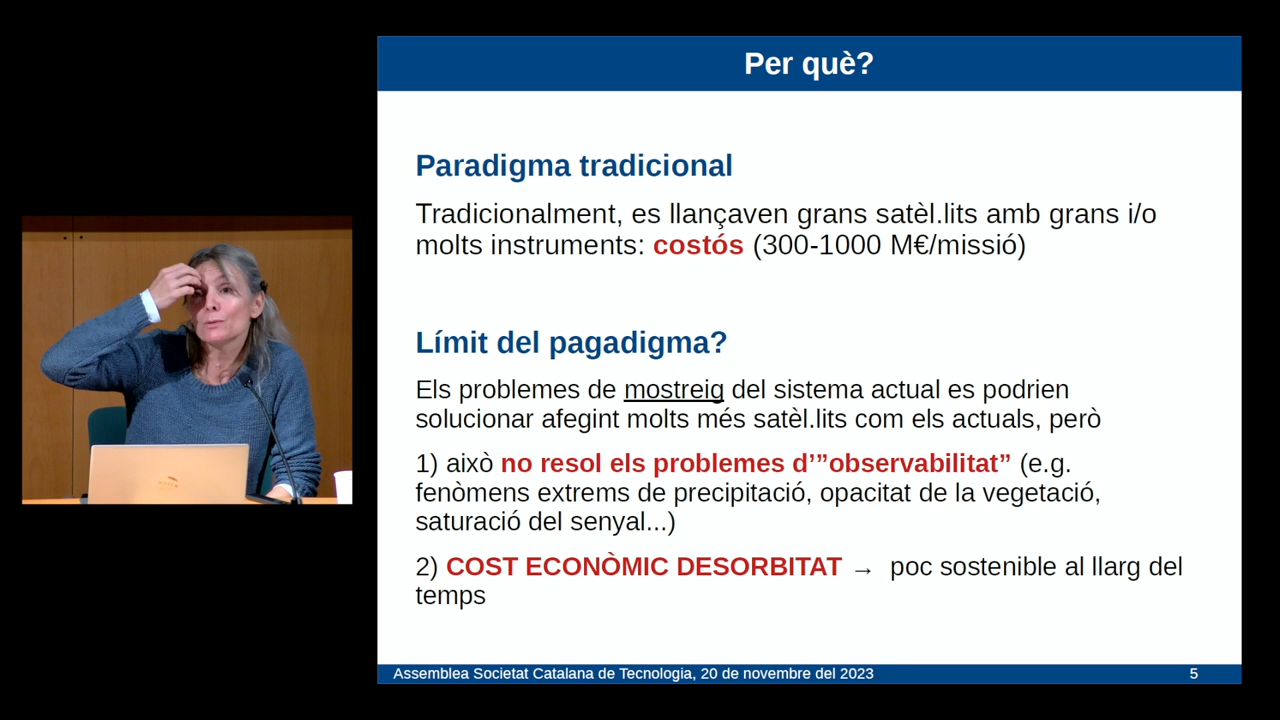 Per què?
Paradigma tradicional
Tradicionalment, es llançaven grans satèl.lits amb grans i/o
molts instruments: costós (300-1000 M€/missió)
Límit del pagadigma?
Els problemes de mostreig del sistema actual es podrien
solucionar afegint molts més satèl.lits com els actuals, però
1) això no resol els problemes d’”observabilitat” (e.g.
fenòmens extrems de precipitació, opacitat de la vegetació,
saturació del senyal...)
2) COST ECONÒMIC DESORBITAT → poc sostenible al llarg del
temps
Assemblea Societat Catalana de Tecnologia, 20 de novembre del 2023 5